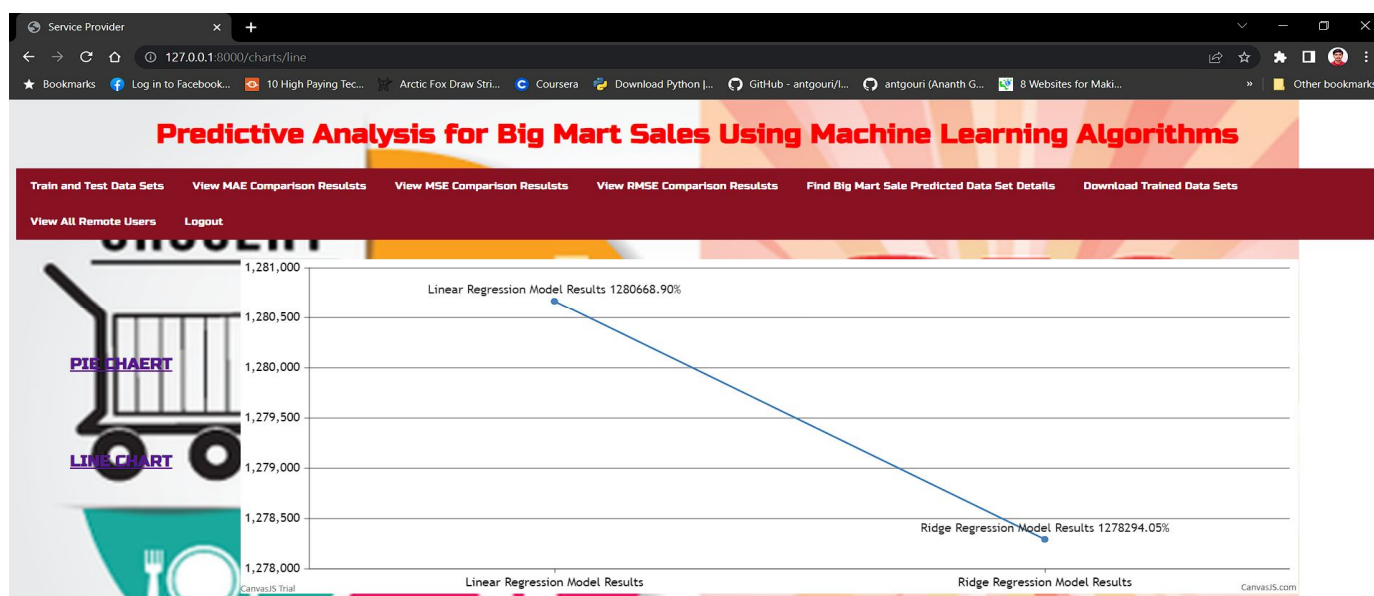 Service Provider
127.0.0.1:8000/charts/line
Bookmarks Log in to Facebook... 10 High Paying Tec... Arctic Fox Draw Stri... Coursera Download Python |... GitHub - antgouri/l... antgouri (Ananth G... 8 Websites for Maki... » Other bookmarks
Predictive Analysis for Big Mart Sales Using Machine Learning Algorithms
Train and Test Data Sets View MAE Comparison Resulsts View MSE Comparison Resulsts View RMSE Comparison Resulsts Find Big Mart Sale Predicted Data Set Details Download Trained Data Sets
View All Remote Users Logout
PIE CHAERT
LINE CHART
1,281,000
Linear Regression Model Results 1280668.90%
1,280,500
1,280,000
1,279,500
1,279,000
1,278,500
Ridge Regression Model Results 1278294.05%
1,278,000
Linear Regression Model Results Ridge Regression Model Results
CanvasJS Trial CanvasJS.com